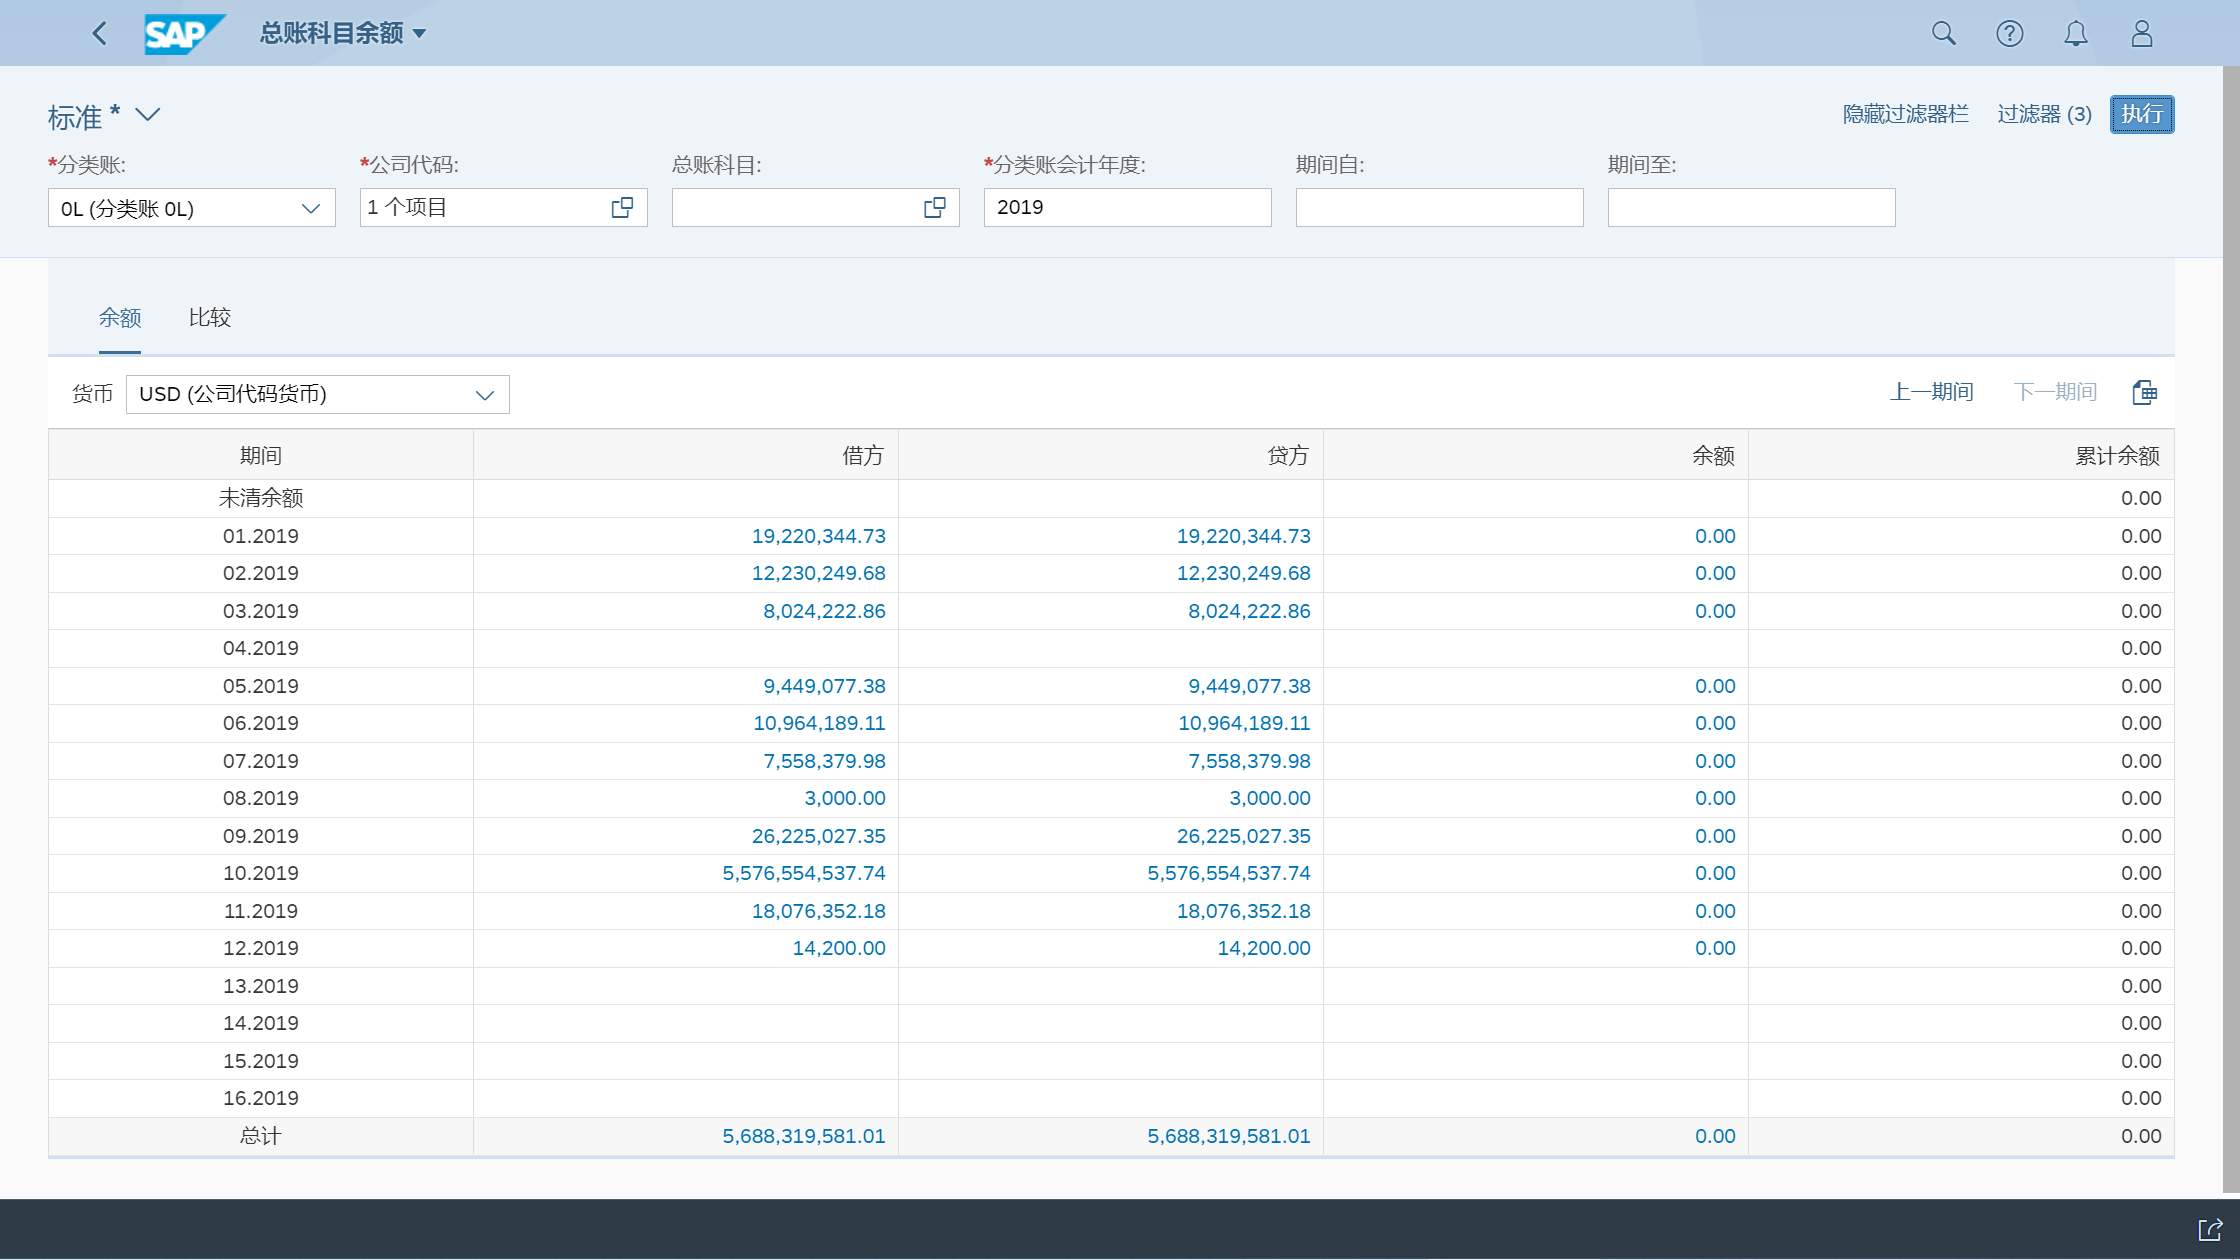 SAP 总账科目余额
标准 *
隐藏过滤器栏 过滤器 (3) 执行
*分类账: *公司代码: 总账科目: *分类账会计年度: 期间自: 期间至:
0L (分类账 0L) 1 个项目 2019
余额 比较
货币 USD (公司代码货币) 上一期间 下一期间
期间 借方 贷方 余额 累计余额
未清余额 0.00
01.2019 19,220,344.73 19,220,344.73 0.00 0.00
02.2019 12,230,249.68 12,230,249.68 0.00 0.00
03.2019 8,024,222.86 8,024,222.86 0.00 0.00
04.2019 0.00
05.2019 9,449,077.38 9,449,077.38 0.00 0.00
06.2019 10,964,189.11 10,964,189.11 0.00 0.00
07.2019 7,558,379.98 7,558,379.98 0.00 0.00
08.2019 3,000.00 3,000.00 0.00 0.00
09.2019 26,225,027.35 26,225,027.35 0.00 0.00
10.2019 5,576,554,537.74 5,576,554,537.74 0.00 0.00
11.2019 18,076,352.18 18,076,352.18 0.00 0.00
12.2019 14,200.00 14,200.00 0.00 0.00
13.2019 0.00
14.2019 0.00
15.2019 0.00
16.2019 0.00
总计 5,688,319,581.01 5,688,319,581.01 0.00 0.00